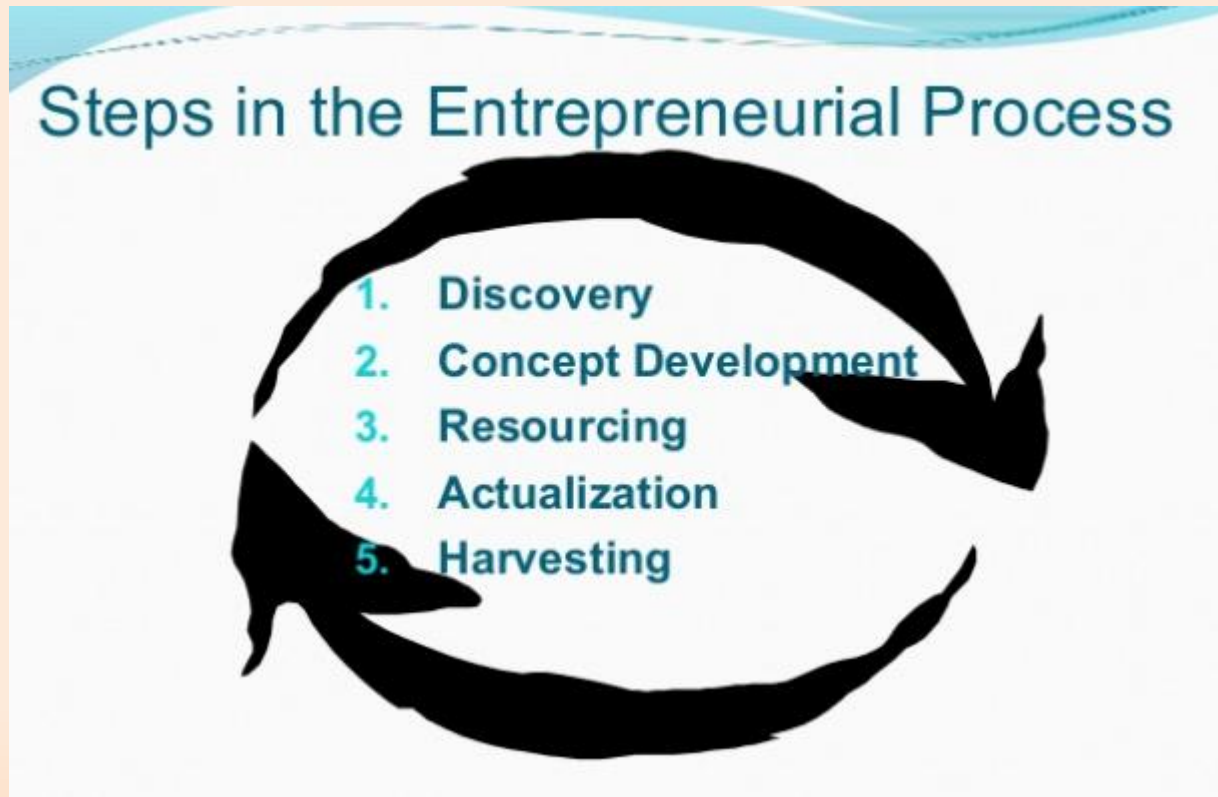 Steps in the Entrepreneurial Process
1. Discovery
2. Concept Development
3. Resourcing
4. Actualization
5. Harvesting